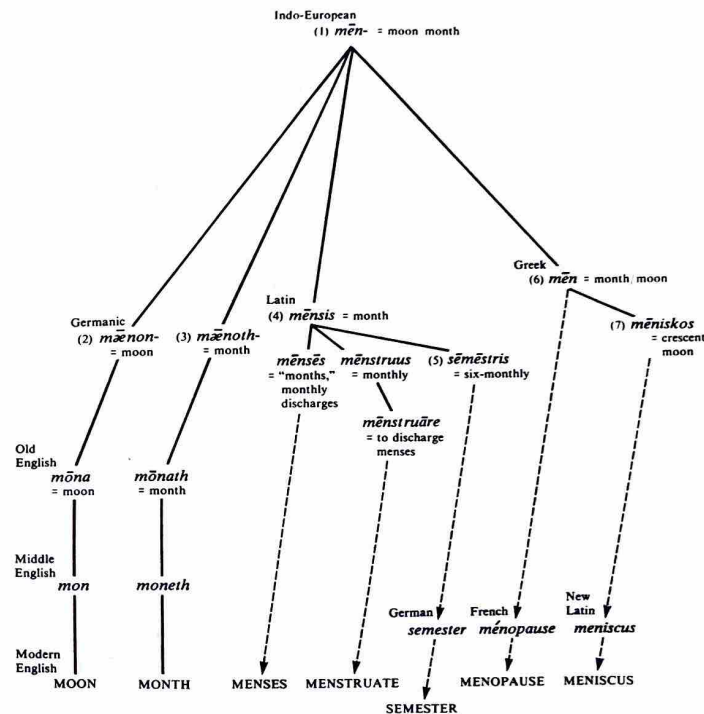 Indo-European
(1) mēn- = moon month
Greek
(6) mēn = month/moon
Latin
(4) mēnsis = month
Germanic
(2) mǣnon-
= moon
(3) mǣnoth-
= month
(7) mēniskos
= crescent
moon
mēnsēs
= "months,"
monthly
discharges
mēnstruus
= monthly
(5) sēmēstris
= six-monthly
mēnstruāre
= to discharge
menses
Old
English
mōna
= moon
mōnath
= month
Middle
English
mon
moneth
German
semester
French
ménopause
New
Latin
meniscus
Modern
English
MOON
MONTH
MENSES
MENSTRUATE
SEMESTER
MENOPAUSE
MENISCUS